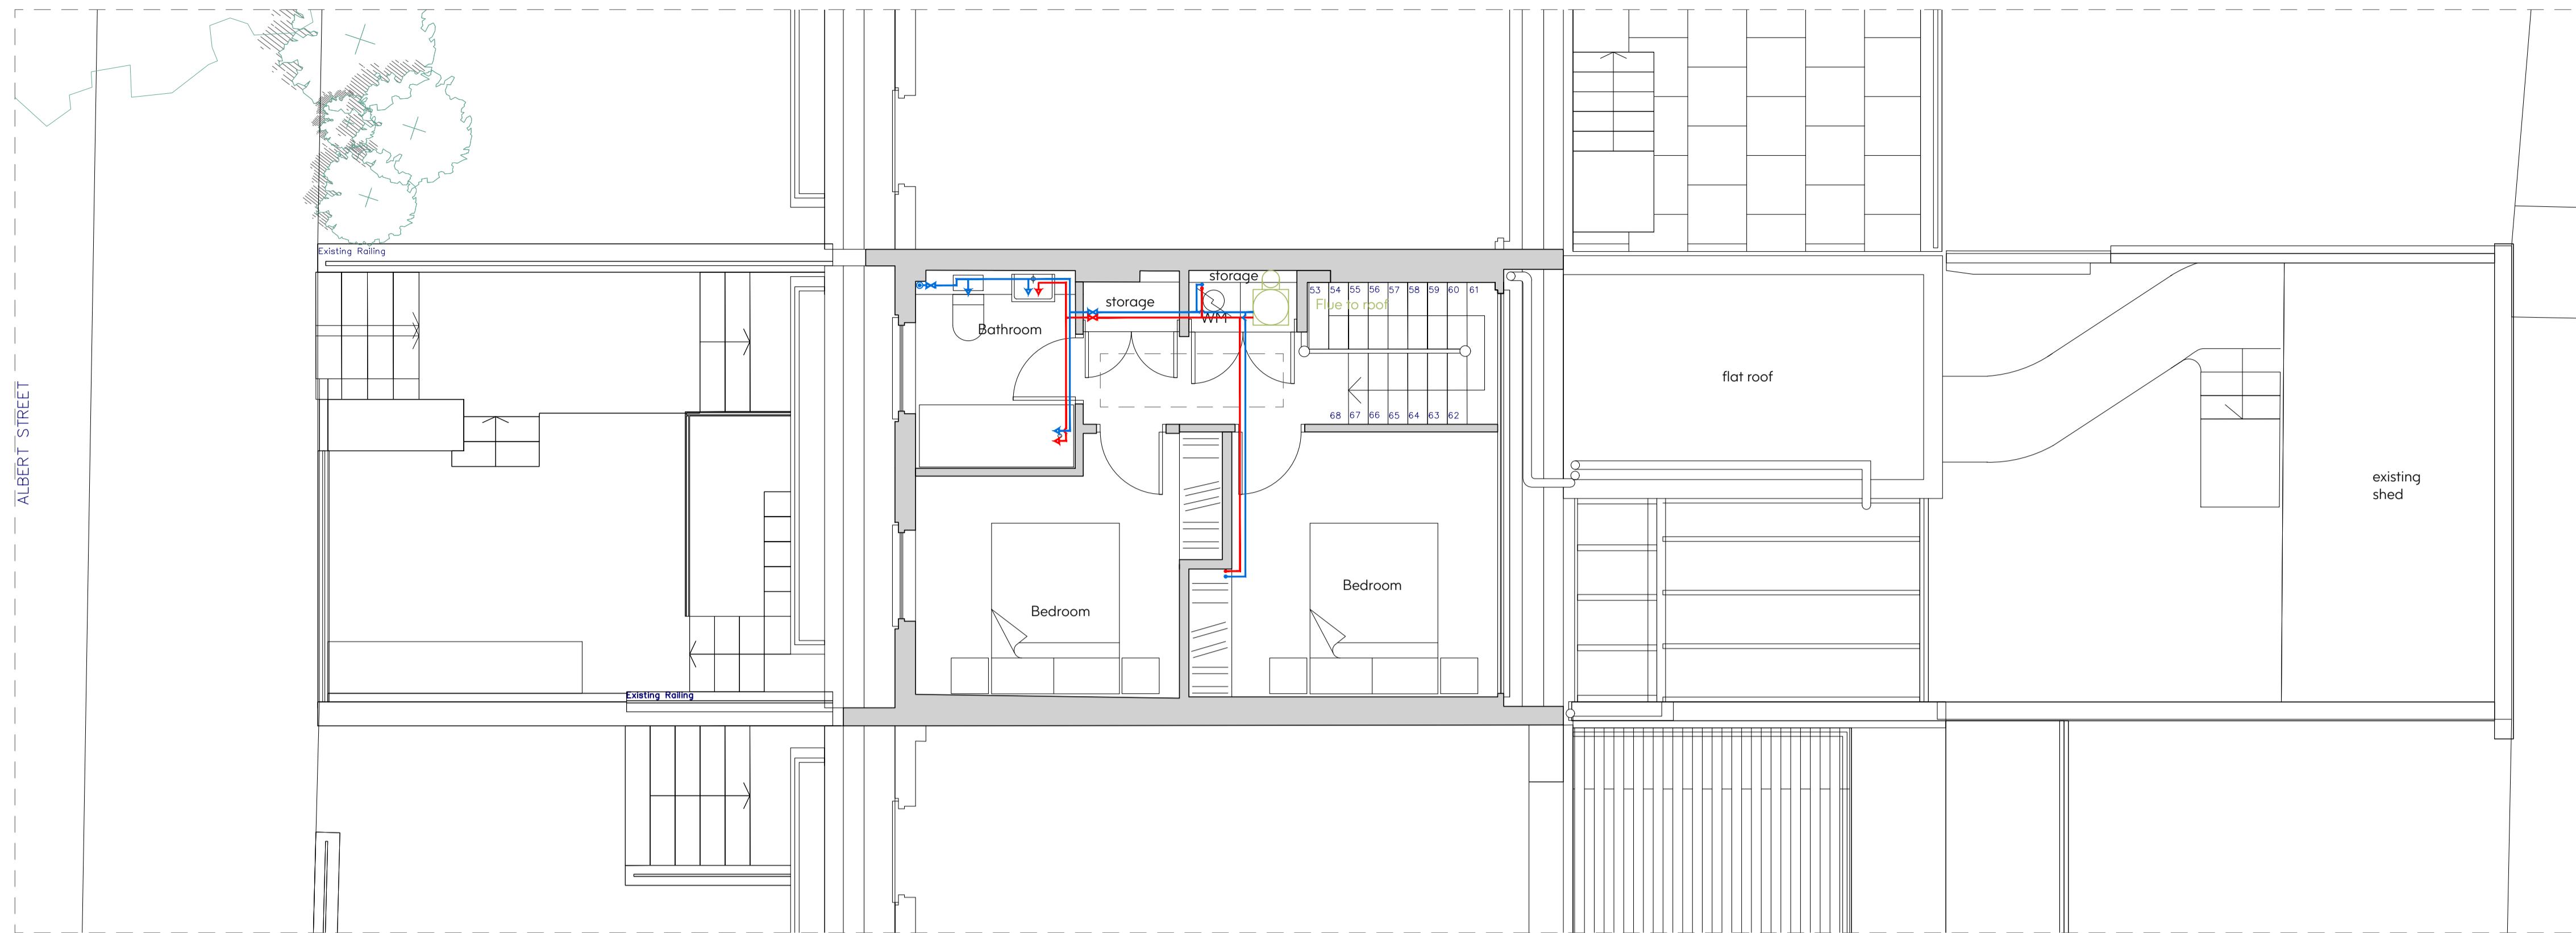 Existing Railing
ALBERT STREET
Existing Railing
Bathroom
storage
storage
WM
Flue to roof
53 54 55 56 57 58 59 60 61
68 67 66 65 64 63 62
Bedroom
Bedroom
flat roof
existing
shed